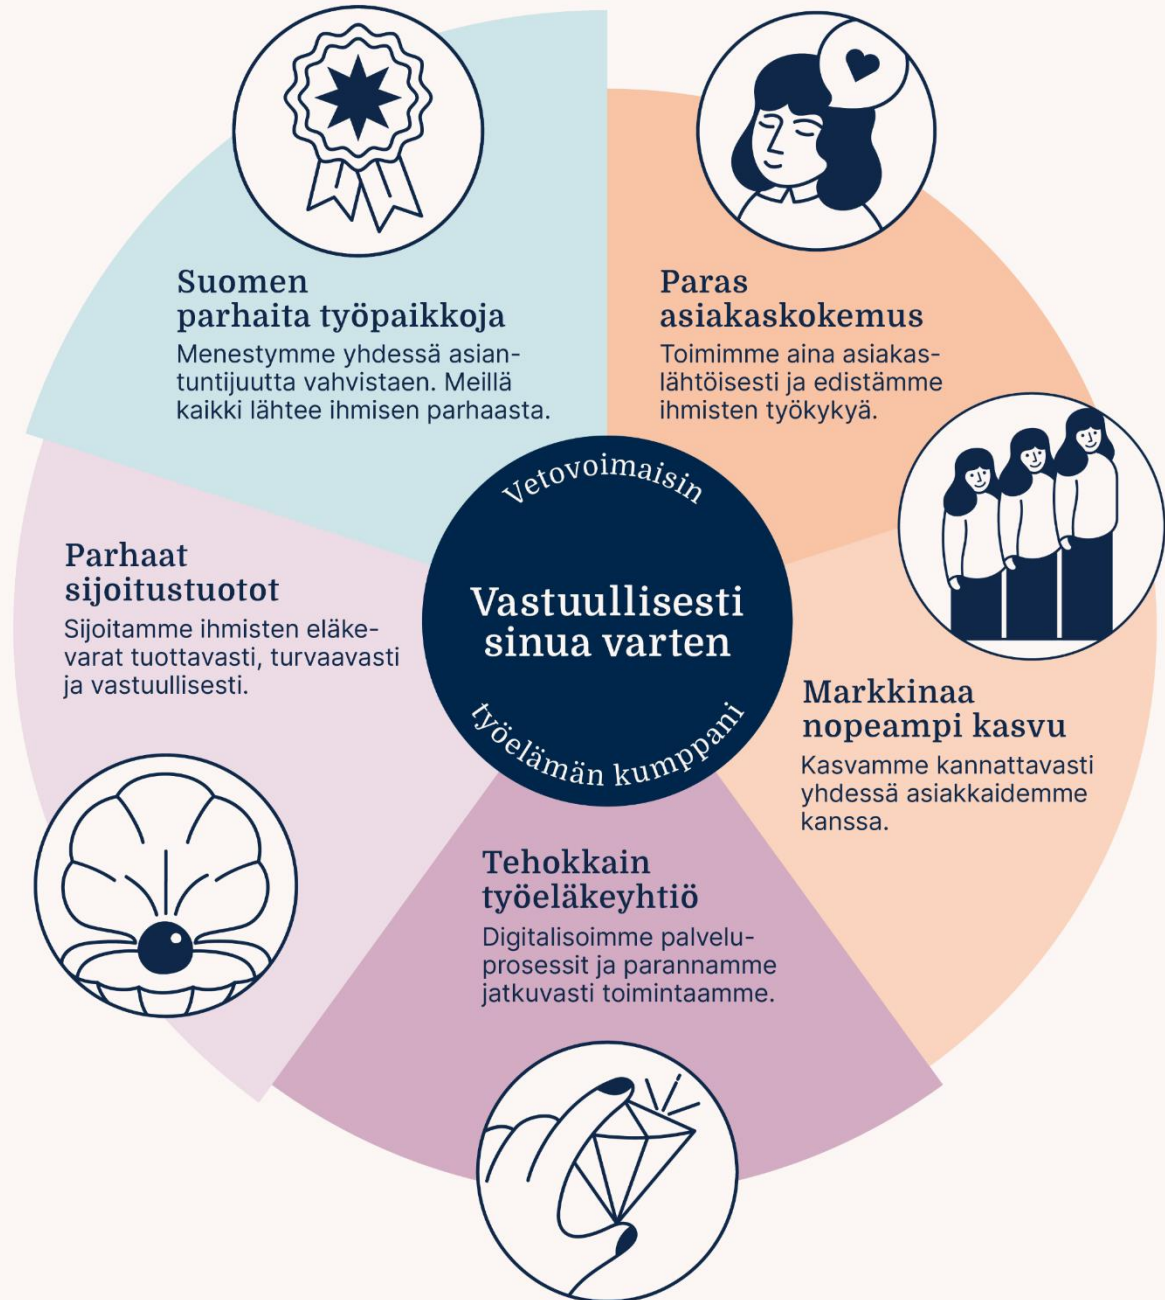 Suomen
parhaita työpaikkoja
Menestymme yhdessä asian-
tuntijuutta vahvistaen. Meillä
kaikki lähtee ihmisen parhaasta.
Paras
asiakaskokemus
Toimimme aina asiakas-
lähtöisesti ja edistämme
ihmisten työkykyä.
Vetovoimaisin
Vastuullisesti
sinua varten
työelämän kumppani
Parhaat
sijoitustuotot
Sijoitamme ihmisten eläke-
varat tuottavasti, turvaavasti
ja vastuullisesti.
Markkinaa
nopeampi kasvu
Kasvamme kannattavasti
yhdessä asiakkaidemme
kanssa.
Tehokkain
työeläkeyhtiö
Digitalisoimme palvelu-
prosessit ja parannamme
jatkuvasti toimintaamme.